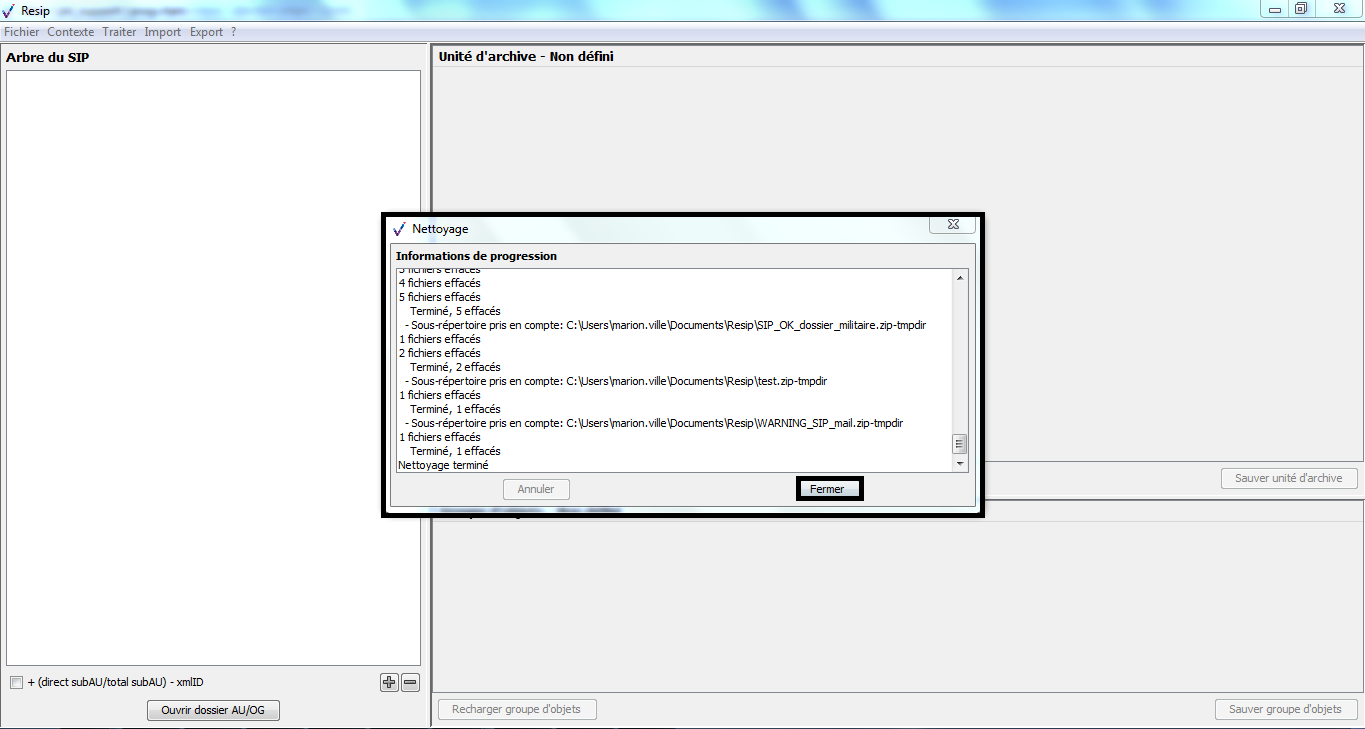 Resip
Fichier Contexte Traiter Import Export ?
Arbre du SIP
Unité d'archive - Non défini
Nettoyage
Informations de progression
3 fichiers effacés
4 fichiers effacés
5 fichiers effacés
Terminé, 5 effacés
- Sous-répertoire pris en compte: C:\Users\marion.ville\Documents\Resip\SIP_OK_dossier_militaire.zip-tmpdir
1 fichiers effacés
2 fichiers effacés
Terminé, 2 effacés
- Sous-répertoire pris en compte: C:\Users\marion.ville\Documents\Resip\test.zip-tmpdir
1 fichiers effacés
Terminé, 1 effacés
- Sous-répertoire pris en compte: C:\Users\marion.ville\Documents\Resip\WARNING_SIP_mail.zip-tmpdir
1 fichiers effacés
Terminé, 1 effacés
Nettoyage terminé
Annuler
Fermer
Sauver unité d'archive
+ (direct subAU/total subAU) - xmlID
Ouvrir dossier AU/OG
Recharger groupe d'objets
Sauver groupe d'objets